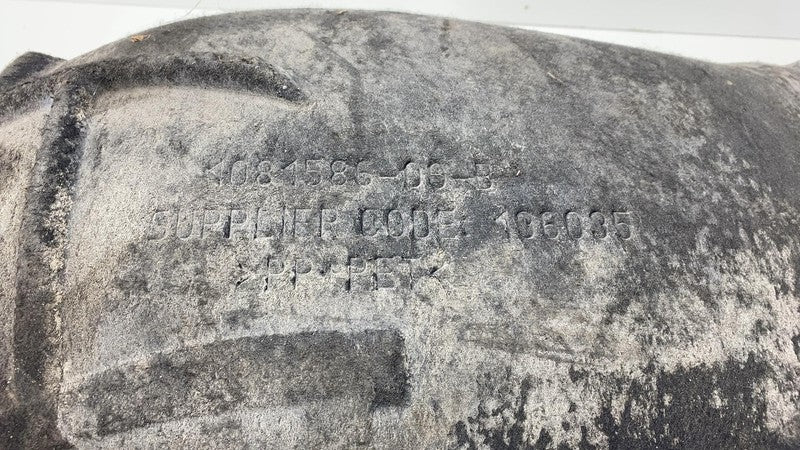 1081586-00-B
SUPPLIER CODE: 106035
>PP+PET<